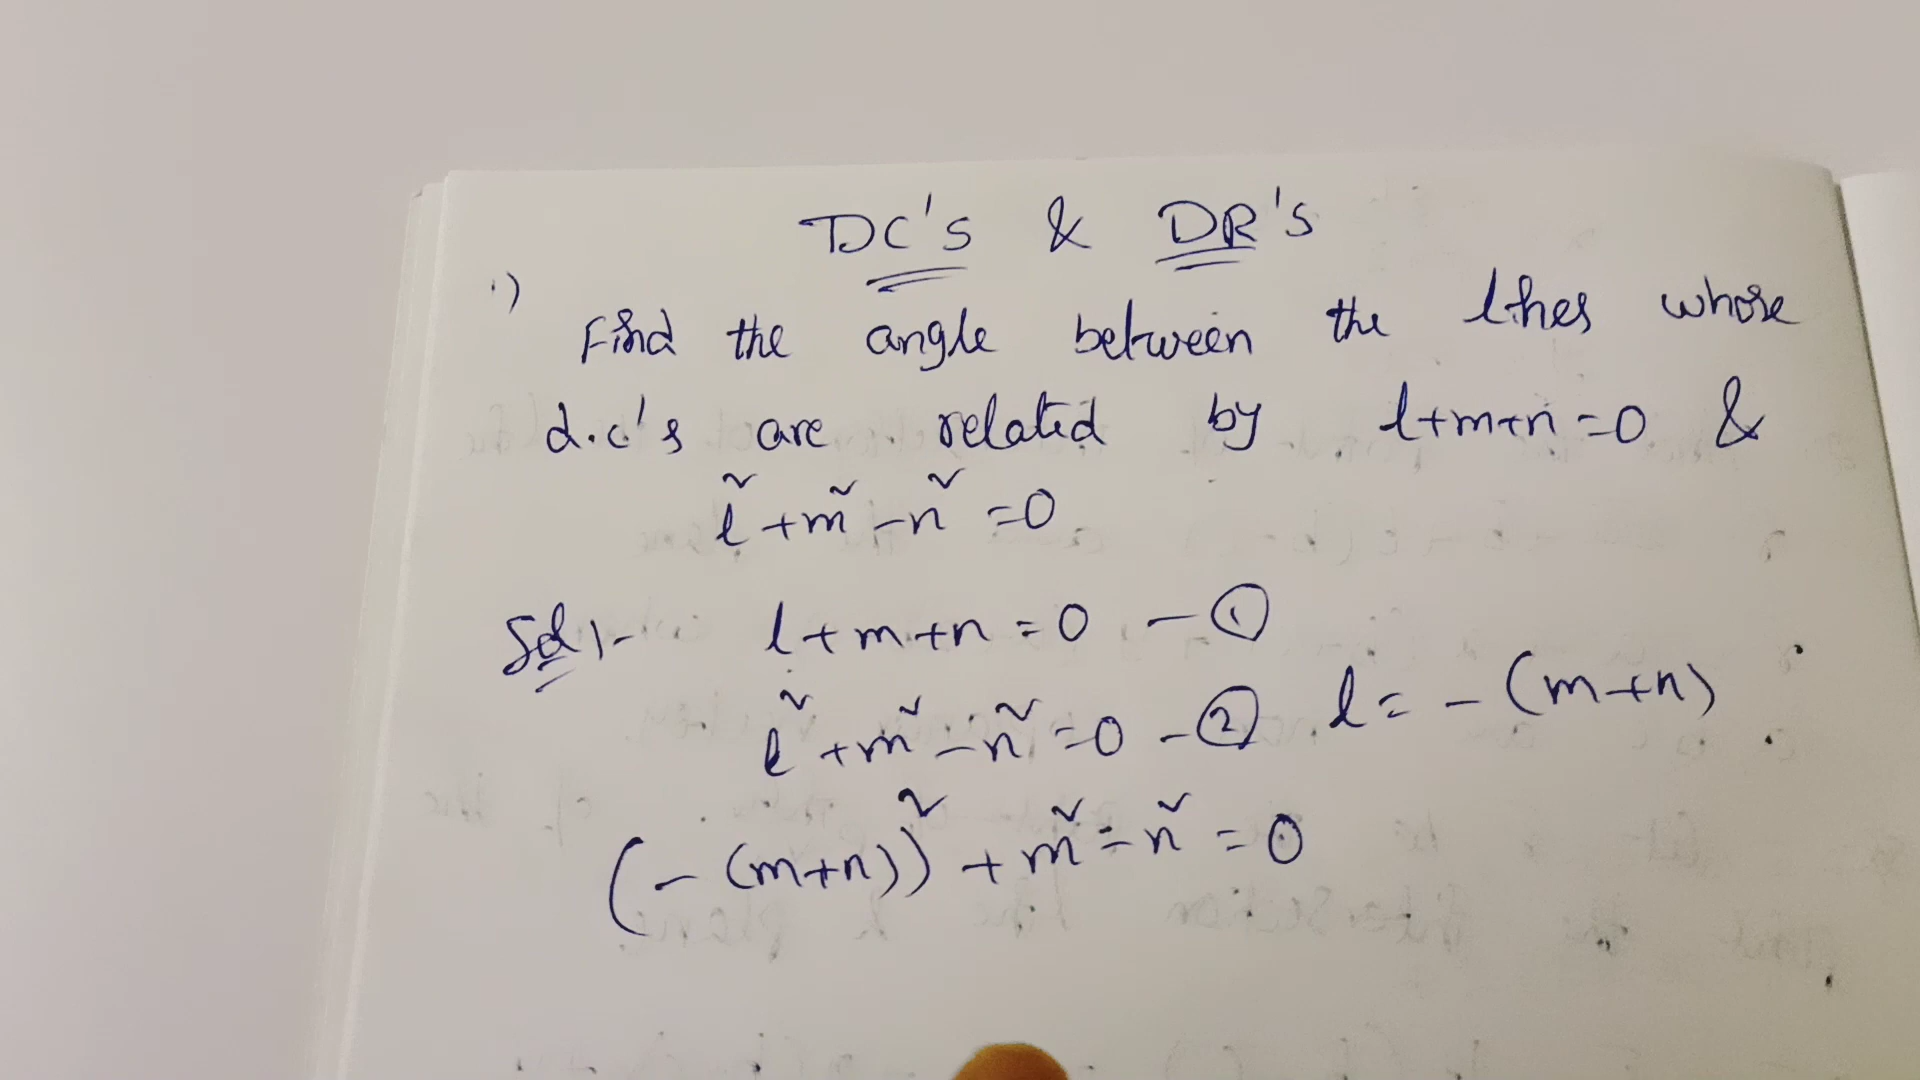 DC's & DR's
1)
Find the angle between the lines whose
d.c's are related by l+m+n=0 &
l²+m²-n²=0
Sol:- l+m+n=0 -①
l²+m²-n²=0 -② l=-(m+n)
(-(m+n))²+m²-n²=0